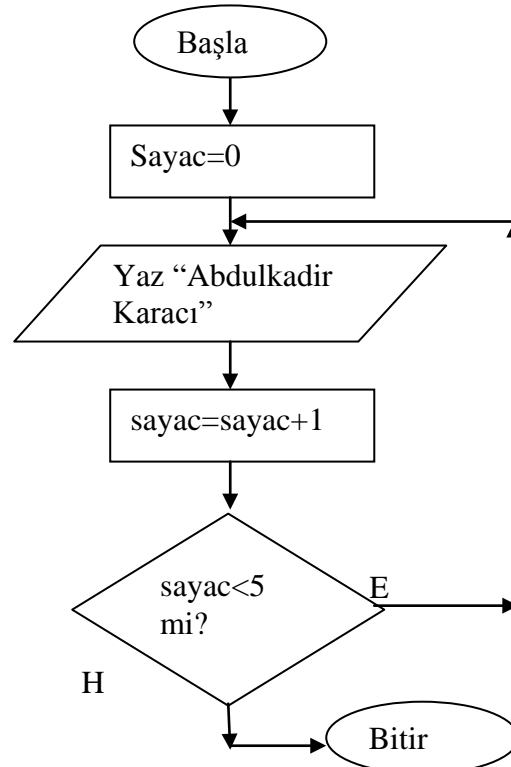 Başla
Sayac=0
Yaz “Abdulkadir
Karacı”
sayac=sayac+1
sayac<5
mi?
E
H
Bitir